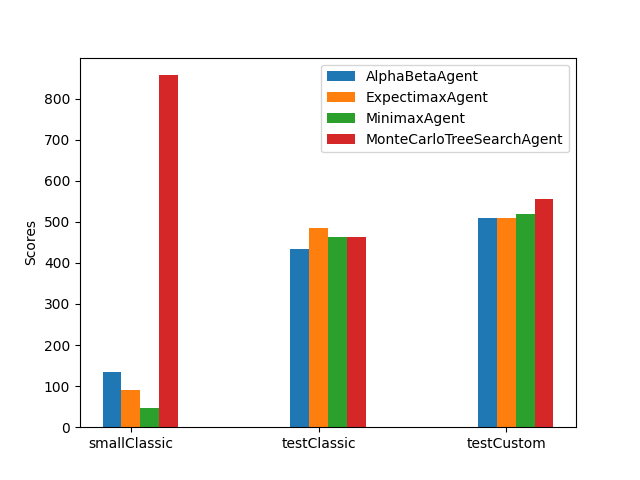 AlphaBetaAgent
ExpectimaxAgent
MinimaxAgent
MonteCarloTreeSearchAgent
Scores
800
700
600
500
400
300
200
100
0
smallClassic testClassic testCustom